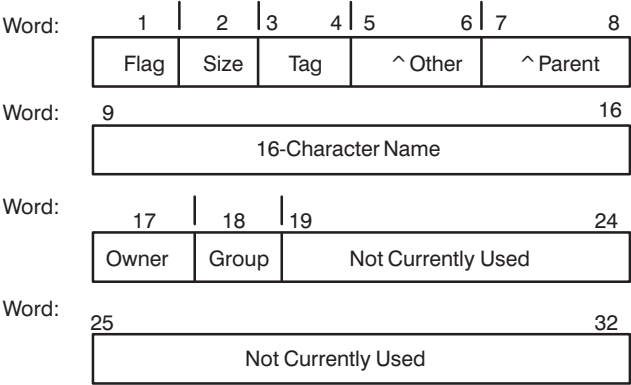 Word: 1 2 3 4 5 6 7 8
Flag Size Tag ^Other ^Parent
Word: 9 16
16-Character Name
Word: 17 18 19 24
Owner Group Not Currently Used
Word: 25 32
Not Currently Used